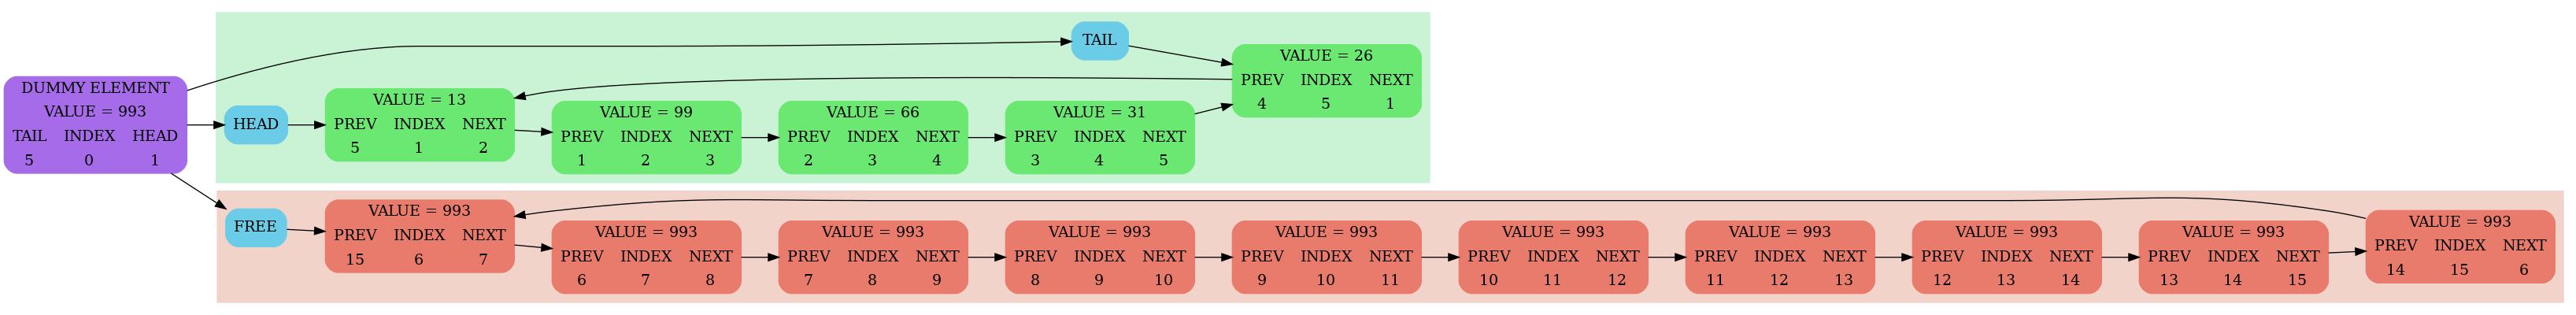 DUMMY ELEMENT
VALUE = 993
TAIL INDEX HEAD
5 0 1
TAIL
HEAD
VALUE = 13
PREV INDEX NEXT
5 1 2
VALUE = 99
PREV INDEX NEXT
1 2 3
VALUE = 66
PREV INDEX NEXT
2 3 4
VALUE = 31
PREV INDEX NEXT
3 4 5
VALUE = 26
PREV INDEX NEXT
4 5 1
FREE
VALUE = 993
PREV INDEX NEXT
15 6 7
VALUE = 993
PREV INDEX NEXT
6 7 8
VALUE = 993
PREV INDEX NEXT
7 8 9
VALUE = 993
PREV INDEX NEXT
8 9 10
VALUE = 993
PREV INDEX NEXT
9 10 11
VALUE = 993
PREV INDEX NEXT
10 11 12
VALUE = 993
PREV INDEX NEXT
11 12 13
VALUE = 993
PREV INDEX NEXT
12 13 14
VALUE = 993
PREV INDEX NEXT
13 14 15
VALUE = 993
PREV INDEX NEXT
14 15 6